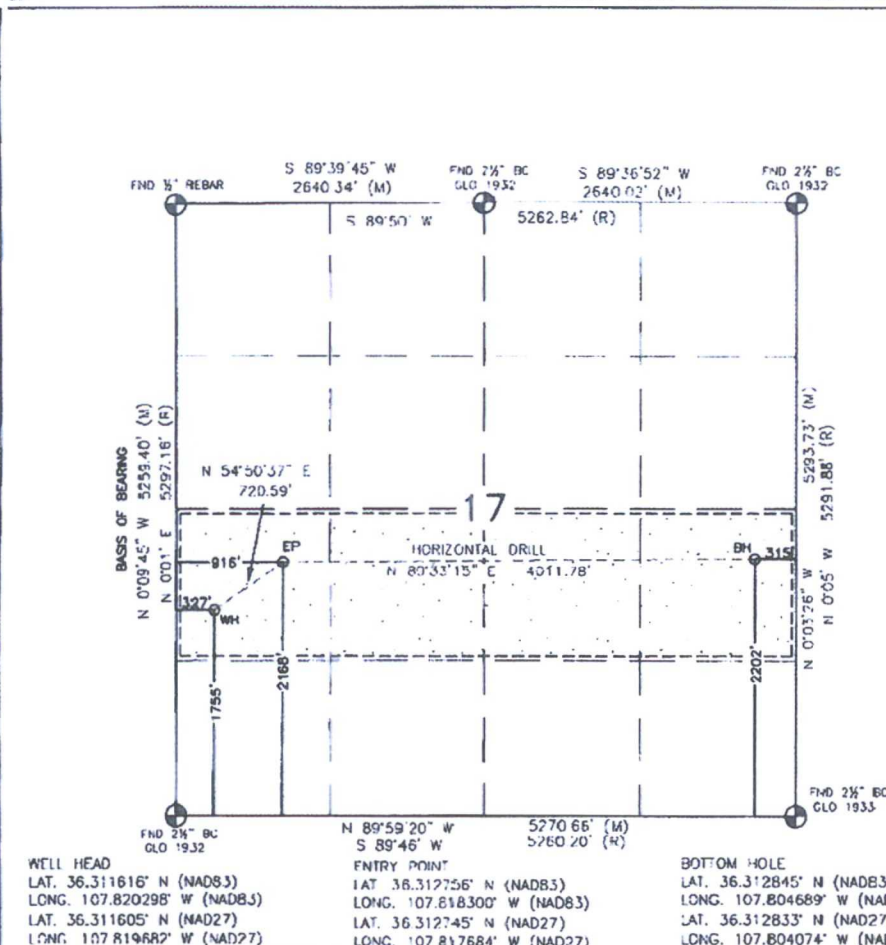 S 89°39'45" W
2640.34' (M)
FND 2½" BC
GLO 1932
S 89°36'52" W
2640.02' (M)
FND 2½" BC
GLO 1932
FND ½" REBAR
S 89°50' W
5262.84' (R)
BASIS OF BEARING
N 0°09'45" W 5259.40' (M)
N 0°01' E 5297.16' (R)
5293.73' (M)
5291.88' (R)
N 0°03'26" W
N 0°05' W
N 54°50'37" E
720.59'
17
916'
EP
HORIZONTAL DRILL
N 89°33'15" E 4011.78'
BH
315'
327'
WH
1755'
2168'
2202'
FND 2½" BC
GLO 1932
N 89°59'20" W 5270.66' (M)
S 89°46' W 5260.20' (R)
FND 2½" BC
GLO 1933
WELL HEAD
LAT. 36.311616° N (NAD83)
LONG. 107.820298° W (NAD83)
LAT. 36.311605° N (NAD27)
LONG. 107.819682° W (NAD27)
ENTRY POINT
LAT. 36.312756° N (NAD83)
LONG. 107.818300° W (NAD83)
LAT. 36.312745° N (NAD27)
LONG. 107.817684° W (NAD27)
BOTTOM HOLE
LAT. 36.312845° N (NAD83
LONG. 107.804689° W (NAD
LAT. 36.312833° N (NAD27
LONG. 107.804074° W (NAD